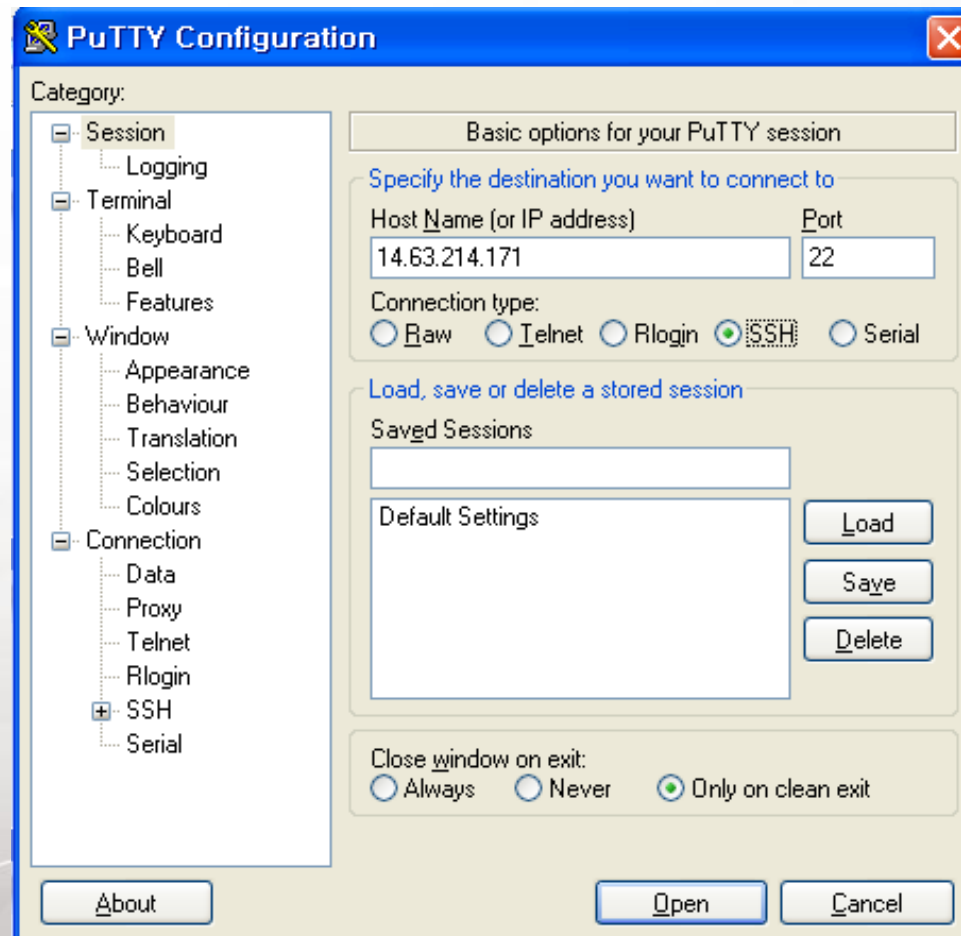 PuTTY Configuration
Category:
Session
Logging
Terminal
Keyboard
Bell
Features
Window
Appearance
Behaviour
Translation
Selection
Colours
Connection
Data
Proxy
Telnet
Rlogin
SSH
Serial
Basic options for your PuTTY session
Specify the destination you want to connect to
Host Name (or IP address) Port
14.63.214.171 22
Connection type:
Raw Telnet Rlogin SSH Serial
Load, save or delete a stored session
Saved Sessions
Default Settings
Load
Save
Delete
Close window on exit:
Always Never Only on clean exit
About Open Cancel